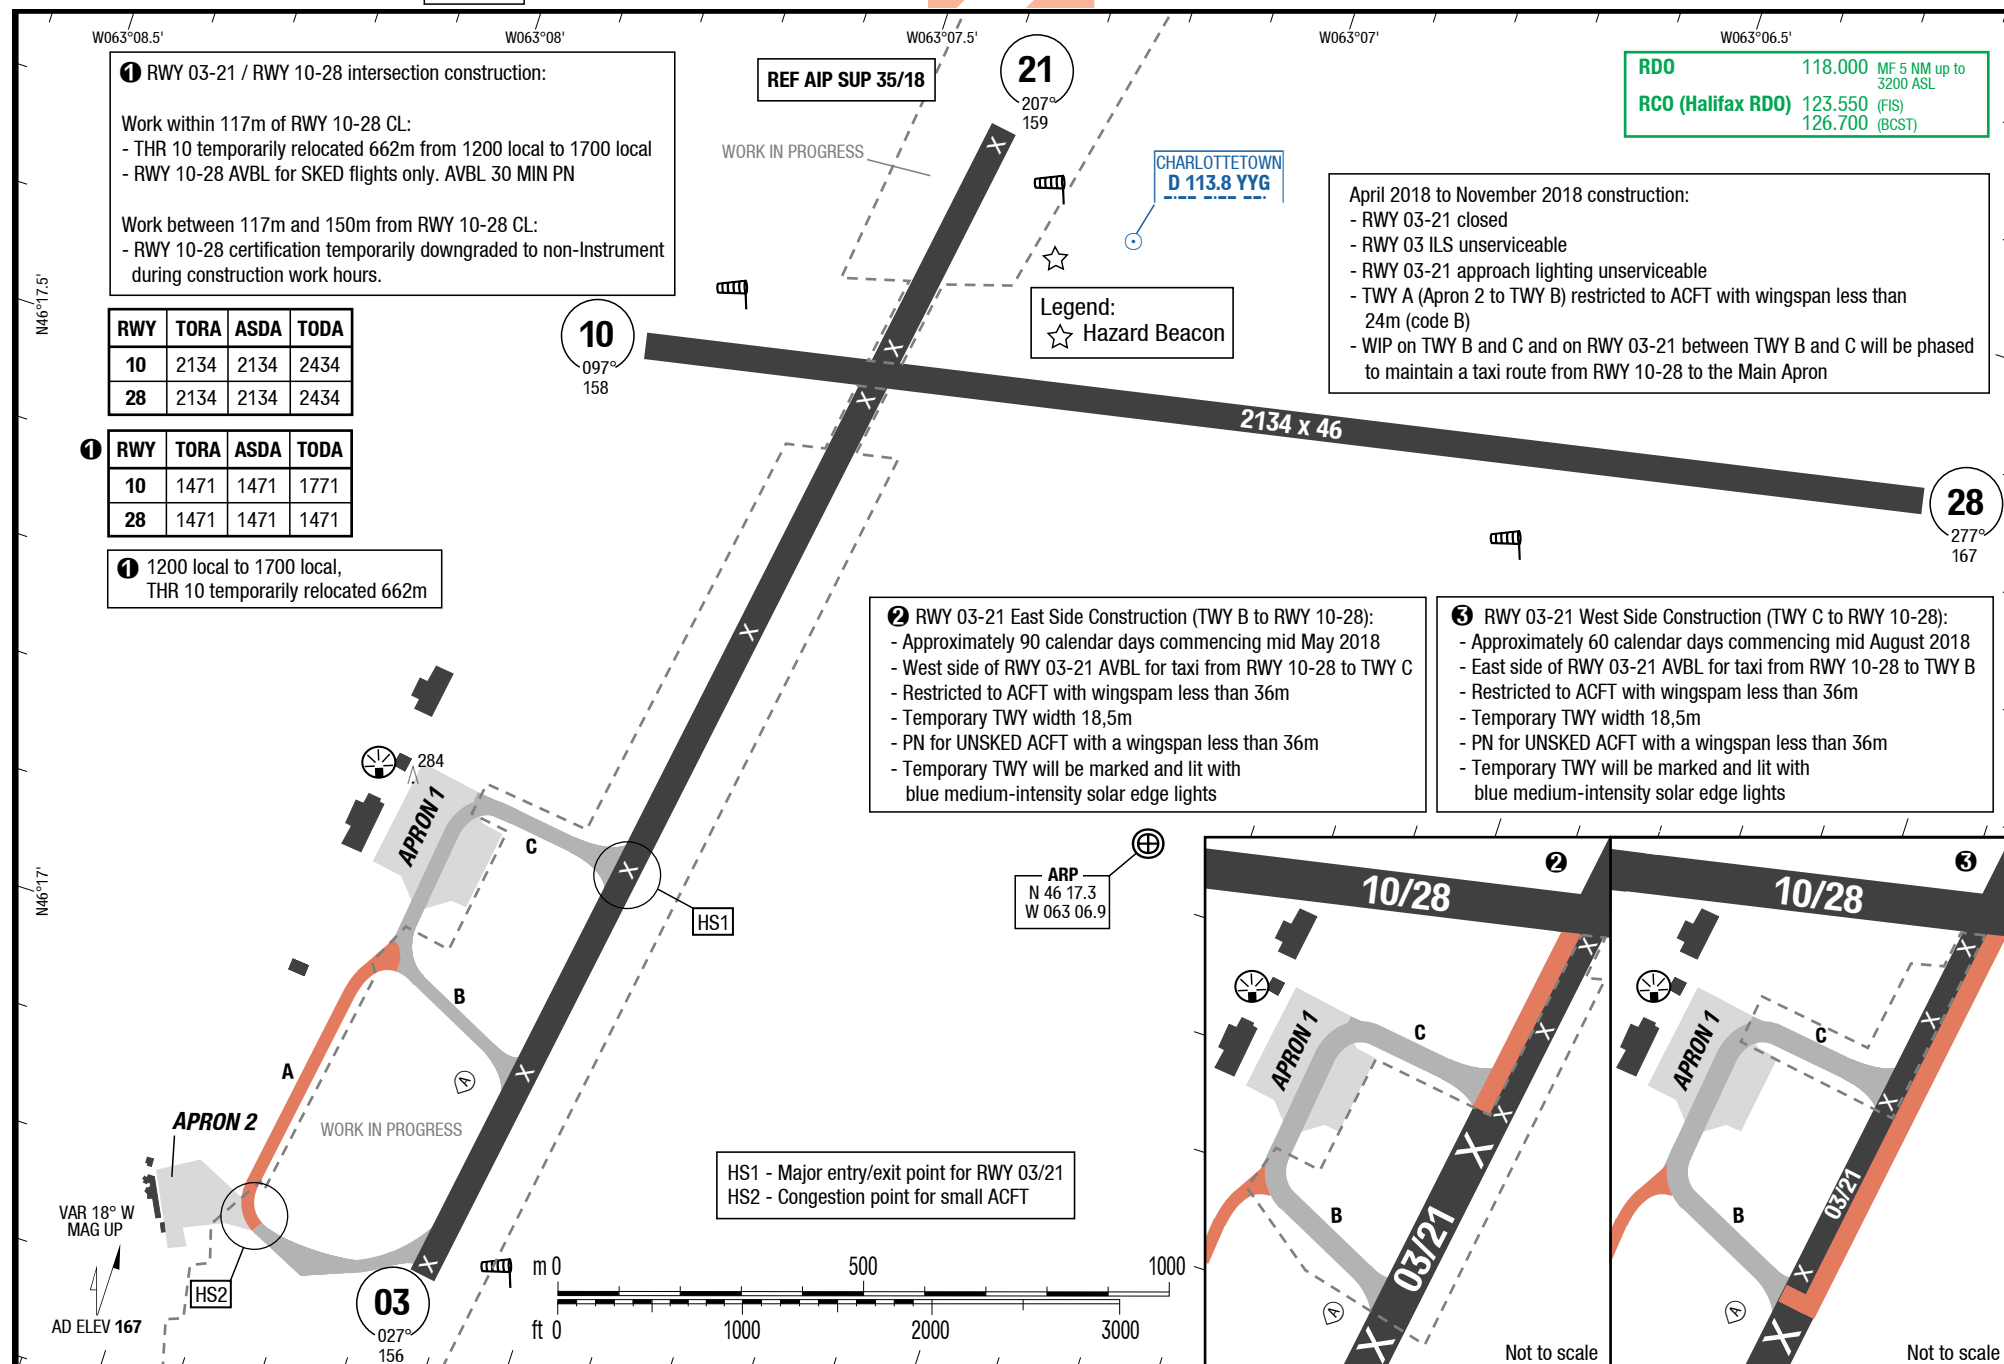 W063°08.5'
W063°08'
W063°07.5'
W063°07'
W063°06.5'
❶ RWY 03-21 / RWY 10-28 intersection construction:
Work within 117m of RWY 10-28 CL:
- THR 10 temporarily relocated 662m from 1200 local to 1700 local
- RWY 10-28 AVBL for SKED flights only. AVBL 30 MIN PN
Work between 117m and 150m from RWY 10-28 CL:
- RWY 10-28 certification temporarily downgraded to non-Instrument
during construction work hours.
REF AIP SUP 35/18
21
207°
159
WORK IN PROGRESS
CHARLOTTETOWN
D 113.8 YYG
RDO 118.000 MF 5 NM up to
3200 ASL
RCO (Halifax RDO) 123.550 (FIS)
126.700 (BCST)
April 2018 to November 2018 construction:
- RWY 03-21 closed
- RWY 03 ILS unserviceable
- RWY 03-21 approach lighting unserviceable
- TWY A (Apron 2 to TWY B) restricted to ACFT with wingspan less than
24m (code B)
- WIP on TWY B and C and on RWY 03-21 between TWY B and C will be phased
to maintain a taxi route from RWY 10-28 to the Main Apron
N46°17.5'
Legend:
Hazard Beacon
RWY TORA ASDA TODA
10 2134 2134 2434
28 2134 2134 2434
10
097°
158
❶ RWY TORA ASDA TODA
10 1471 1471 1771
28 1471 1471 1471
❶ 1200 local to 1700 local,
THR 10 temporarily relocated 662m
X
X
X
2134 x 46
28
277°
167
❷ RWY 03-21 East Side Construction (TWY B to RWY 10-28):
- Approximately 90 calendar days commencing mid May 2018
- West side of RWY 03-21 AVBL for taxi from RWY 10-28 to TWY C
- Restricted to ACFT with wingspam less than 36m
- Temporary TWY width 18,5m
- PN for UNSKED ACFT with a wingspan less than 36m
- Temporary TWY will be marked and lit with
blue medium-intensity solar edge lights
❸ RWY 03-21 West Side Construction (TWY C to RWY 10-28):
- Approximately 60 calendar days commencing mid August 2018
- East side of RWY 03-21 AVBL for taxi from RWY 10-28 to TWY B
- Restricted to ACFT with wingspam less than 36m
- Temporary TWY width 18,5m
- PN for UNSKED ACFT with a wingspan less than 36m
- Temporary TWY will be marked and lit with
blue medium-intensity solar edge lights
X
284
APRON 1
C
X
HS1
N46°17'
ARP
N 46 17.3
W 063 06.9
B
A
A
X
APRON 2
WORK IN PROGRESS
HS1 - Major entry/exit point for RWY 03/21
HS2 - Congestion point for small ACFT
VAR 18° W
MAG UP
AD ELEV 167
HS2
X
03
027°
156
m 0 500 1000
ft 0 1000 2000 3000
❷
10/28
X
X
X
APRON 1
C
B
X
03/21
A
X
Not to scale
❸
10/28
X
X
X
APRON 1
C
B
03/21
X
A
X
Not to scale